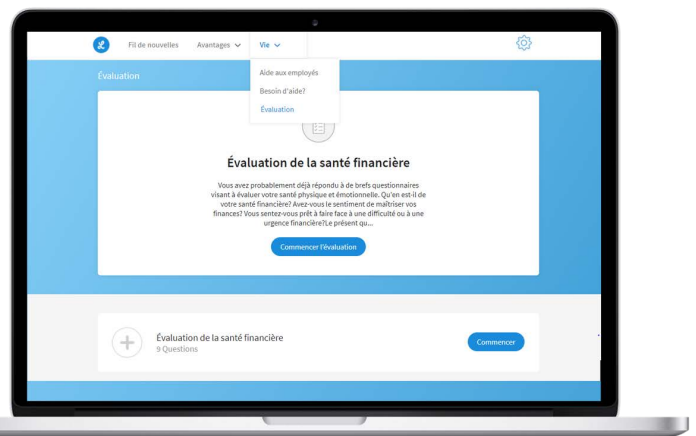 Fil de nouvelles Avantages Vie
Aide aux employés
Besoin d'aide?
Évaluation
Évaluation
Évaluation de la santé financière
Vous avez probablement déjà répondu à de brefs questionnaires
visant à évaluer votre santé physique et émotionnelle. Qu'en est-il de
votre santé financière? Avez-vous le sentiment de maîtriser vos
finances? Vous sentez-vous prêt à faire face à une difficulté ou à une
urgence financière?Le présent qu...
Commencer l'évaluation
Évaluation de la santé financière
9 Questions
Commencer